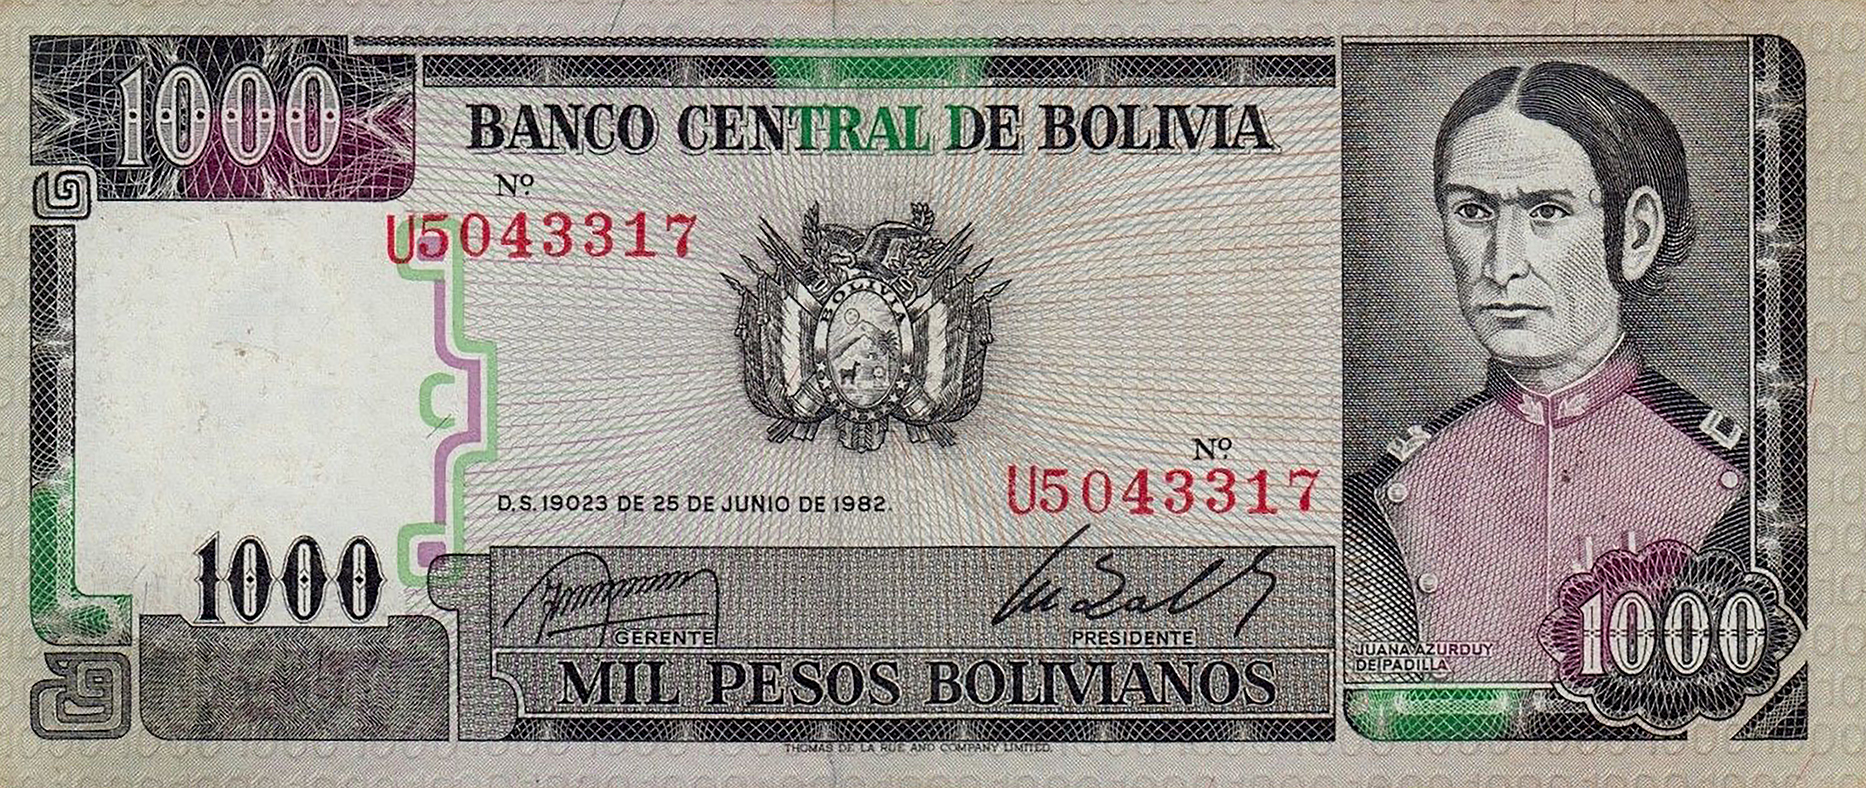 1000
BANCO CENTRAL DE BOLIVIA
Nº
U5043317
BOLIVIA
Nº
U5043317
D.S. 19023 DE 25 DE JUNIO DE 1982.
1000
GERENTE
PRESIDENTE
MIL PESOS BOLIVIANOS
JUANA AZURDUY
DE PADILLA
1000
THOMAS DE LA RUE AND COMPANY LIMITED.